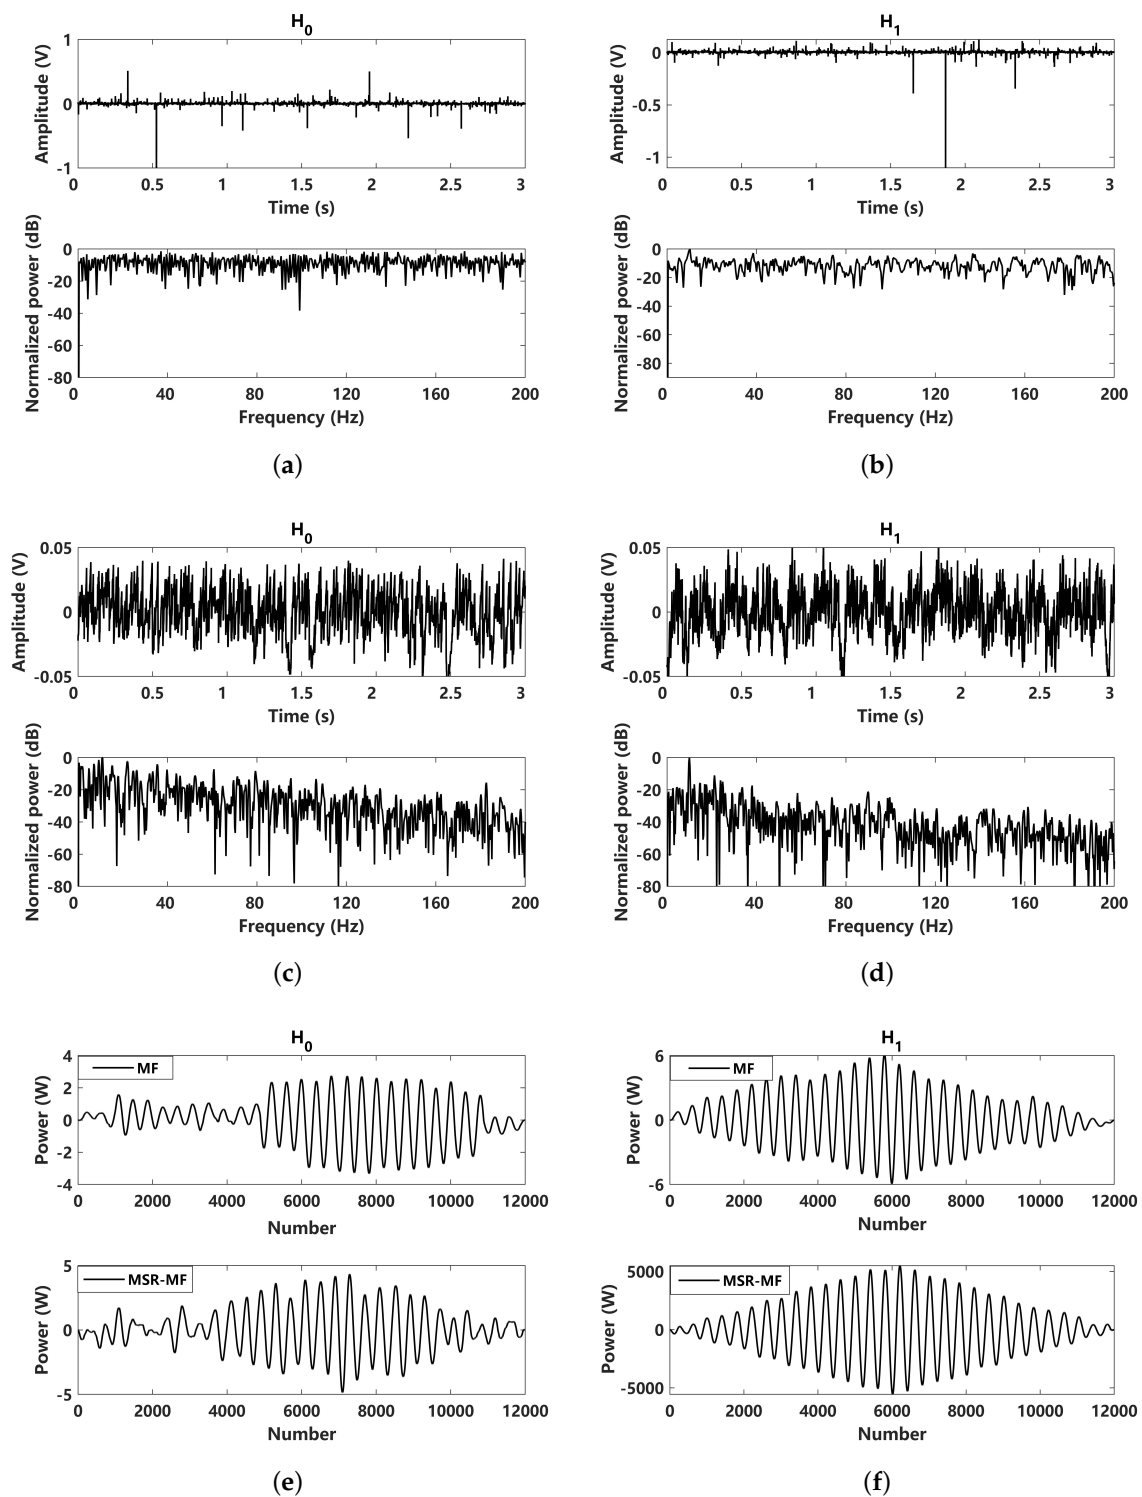 H0
1
0
-1
Amplitude (V)
0 0.5 1 1.5 2 2.5 3
Time (s)
0
-20
-40
-60
-80
Normalized power (dB)
0 40 80 120 160 200
Frequency (Hz)
(a)
H1
0
-0.5
-1
Amplitude (V)
0 0.5 1 1.5 2 2.5 3
Time (s)
0
-20
-40
-60
-80
Normalized power (dB)
0 40 80 120 160 200
Frequency (Hz)
(b)
H0
0.05
0
-0.05
Amplitude (V)
0 0.5 1 1.5 2 2.5 3
Time (s)
0
-20
-40
-60
-80
Normalized power (dB)
0 40 80 120 160 200
Frequency (Hz)
(c)
H1
0.05
0
-0.05
Amplitude (V)
0 0.5 1 1.5 2 2.5 3
Time (s)
0
-20
-40
-60
-80
Normalized power (dB)
0 40 80 120 160 200
Frequency (Hz)
(d)
H0
4
2
0
-2
-4
Power (W)
MF
0 2000 4000 6000 8000 10000 12000
Number
5
0
-5
Power (W)
MSR-MF
0 2000 4000 6000 8000 10000 12000
Number
(e)
H1
6
0
-6
Power (W)
MF
0 2000 4000 6000 8000 10000 12000
Number
5000
0
-5000
Power (W)
MSR-MF
0 2000 4000 6000 8000 10000 12000
Number
(f)